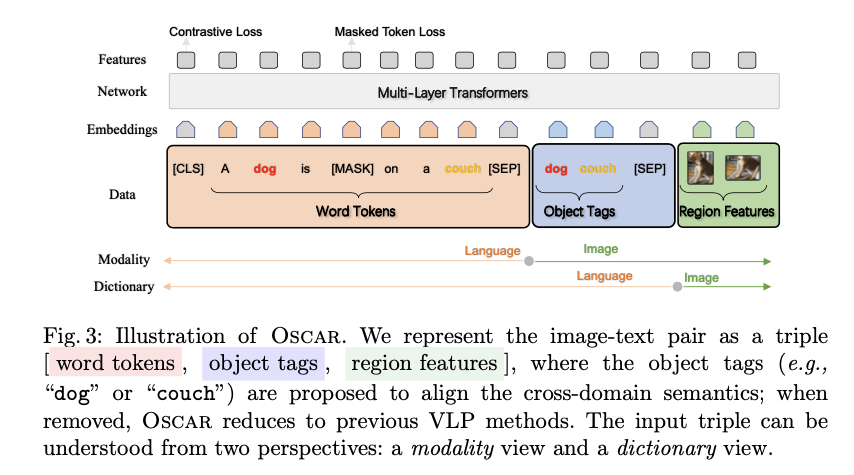 Contrastive Loss Masked Token Loss
Features
Network Multi-Layer Transformers
Embeddings
[CLS] A dog is [MASK] on a couch [SEP] dog couch [SEP]
Data
Word Tokens Object Tags Region Features
Language Image
Modality
Language Image
Dictionary
Fig. 3: Illustration of OSCAR. We represent the image-text pair as a triple
[ word tokens , object tags , region features ], where the object tags (e.g.,
“dog” or “couch”) are proposed to align the cross-domain semantics; when
removed, OSCAR reduces to previous VLP methods. The input triple can be
understood from two perspectives: a modality view and a dictionary view.